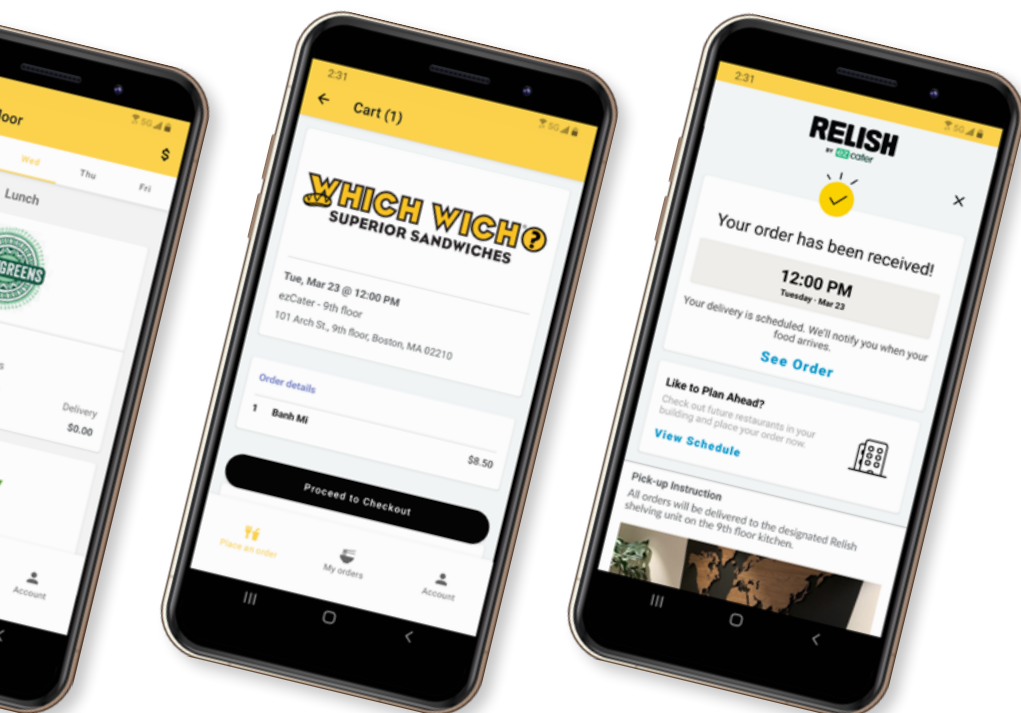 loor
$
Wed
Thu
Fri
Lunch
GREENS
s
Delivery
$0.00
Account
2:31
5G
Cart (1)
WHICH WICH?
SUPERIOR SANDWICHES
Tue, Mar 23 @ 12:00 PM
ezCater - 9th floor
101 Arch St., 9th floor, Boston, MA 02210
Order details
1 Banh Mi
$8.50
Proceed to Checkout
Place an order
My orders
Account
2:31
5G
RELISH
BY ezcater
Your order has been received!
12:00 PM
Tuesday - Mar 23
Your delivery is scheduled. We'll notify you when your
food arrives.
See Order
Like to Plan Ahead?
Check out future restaurants in your
building and place your order now.
View Schedule
Pick-up Instruction
All orders will be delivered to the designated Relish
shelving unit on the 9th floor kitchen.